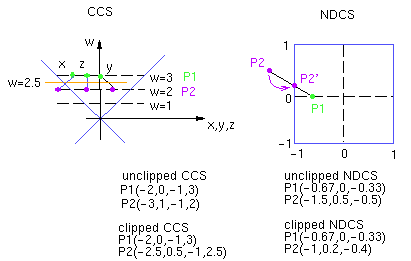 CCS
w
x z y
w=3 P1
w=2.5
w=2 P2
w=1
x,y,z
unclipped CCS
P1(-2,0,-1,3)
P2(-3,1,-1,2)
clipped CCS
P1(-2,0,-1,3)
P2(-2.5,0.5,-1,2.5)
NDCS
1
P2
P2'
0
P1
-1 0 1
-1
unclipped NDCS
P1(-0.67,0,-0.33)
P2(-1.5,0.5,-0.5)
clipped NDCS
P1(-0.67,0,-0.33)
P2(-1,0.2,-0.4)